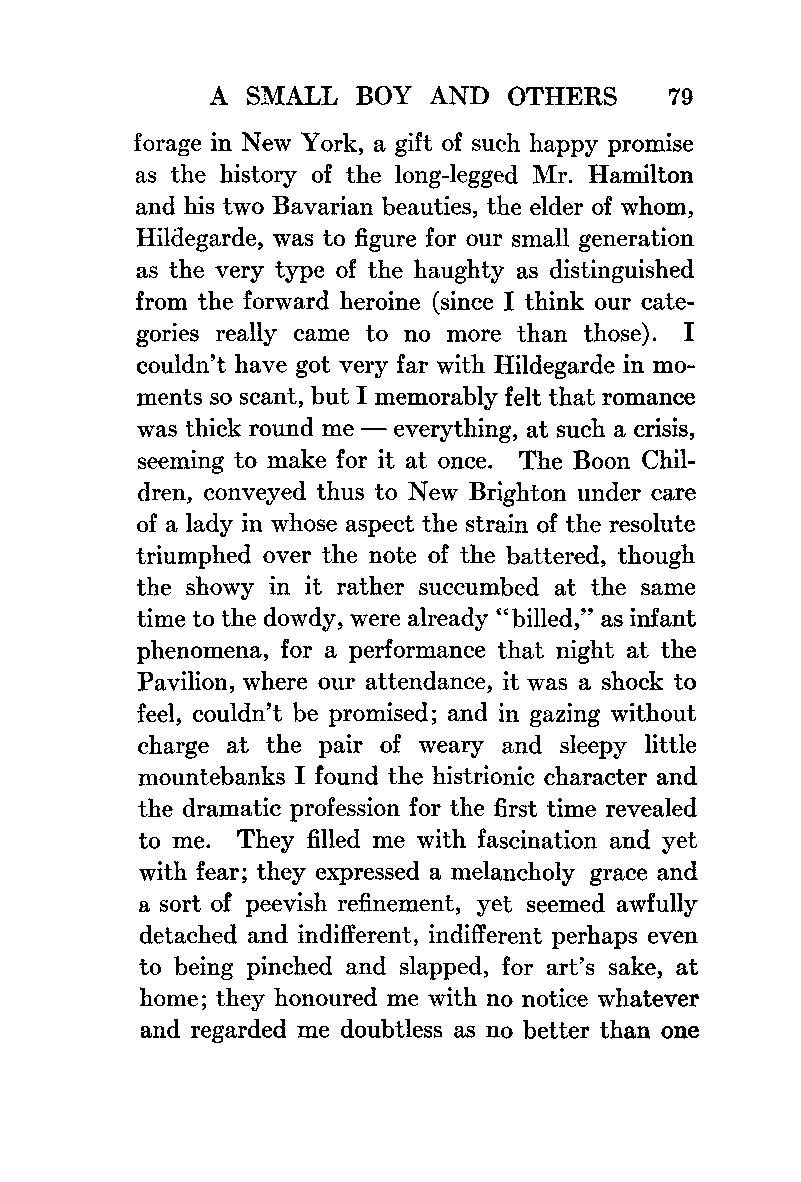 A SMALL BOY AND OTHERS 79
forage in New York, a gift of such happy promise
as the history of the long-legged Mr. Hamilton
and his two Bavarian beauties, the elder of whom,
Hildegarde, was to figure for our small generation
as the very type of the haughty as distinguished
from the forward heroine (since I think our cate-
gories really came to no more than those). I
couldn't have got very far with Hildegarde in mo-
ments so scant, but I memorably felt that romance
was thick round me — everything, at such a crisis,
seeming to make for it at once. The Boon Chil-
dren, conveyed thus to New Brighton under care
of a lady in whose aspect the strain of the resolute
triumphed over the note of the battered, though
the showy in it rather succumbed at the same
time to the dowdy, were already "billed," as infant
phenomena, for a performance that night at the
Pavilion, where our attendance, it was a shock to
feel, couldn't be promised; and in gazing without
charge at the pair of weary and sleepy little
mountebanks I found the histrionic character and
the dramatic profession for the first time revealed
to me. They filled me with fascination and yet
with fear; they expressed a melancholy grace and
a sort of peevish refinement, yet seemed awfully
detached and indifferent, indifferent perhaps even
to being pinched and slapped, for art's sake, at
home; they honoured me with no notice whatever
and regarded me doubtless as no better than one